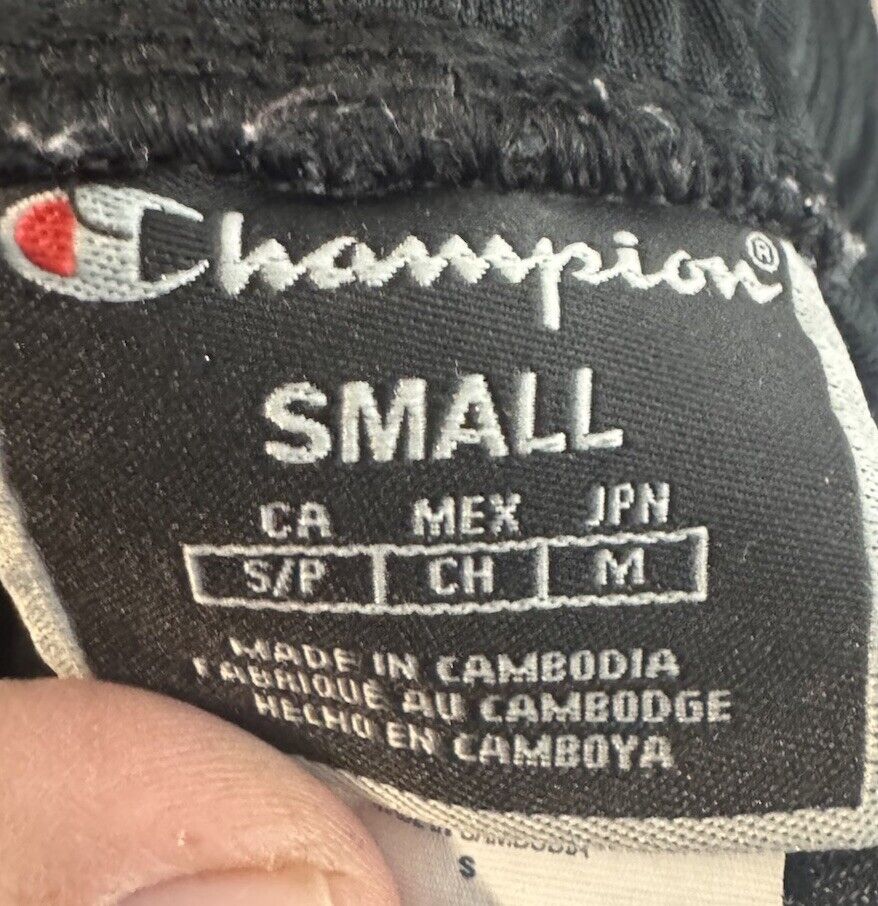 Champion®
SMALL
CA MEX JPN
S/P CH M
MADE IN CAMBODIA
FABRIQUÉ AU CAMBODGE
HECHO EN CAMBOYA
S